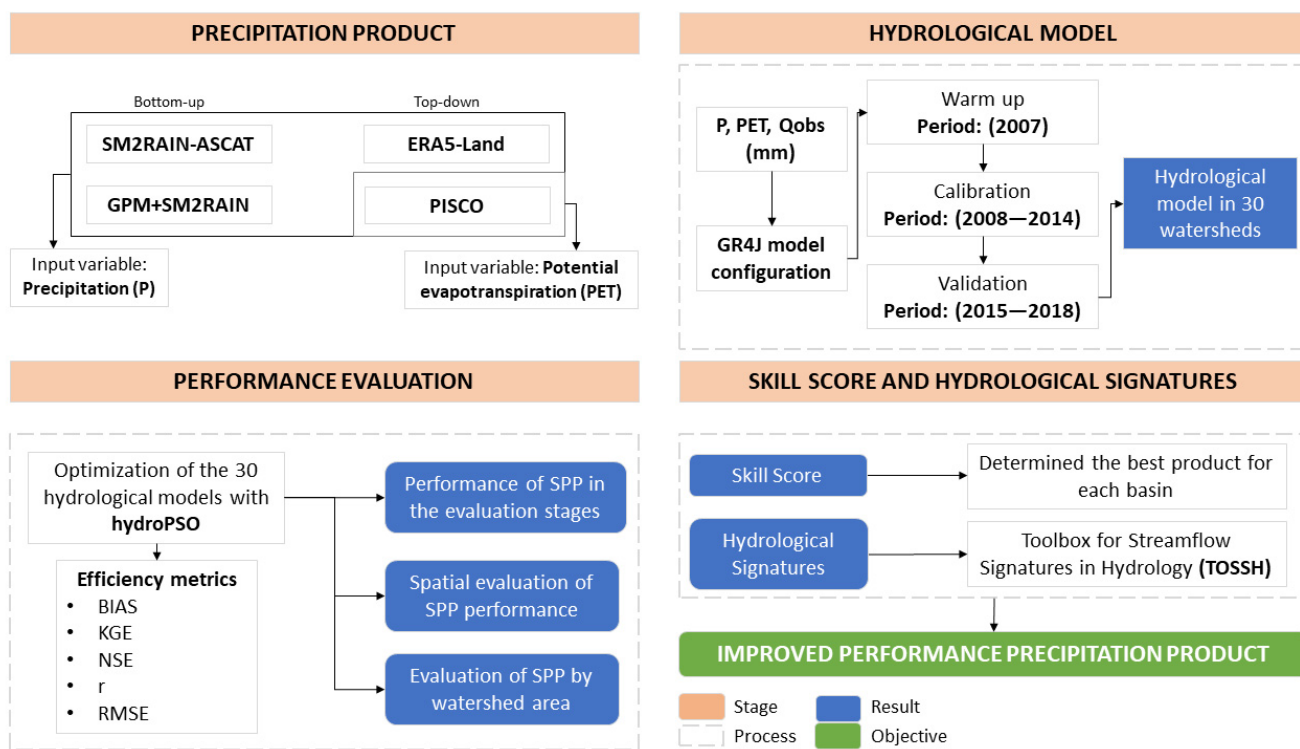 PRECIPITATION PRODUCT
Bottom-up
Top-down
SM2RAIN-ASCAT
ERA5-Land
GPM+SM2RAIN
PISCO
Input variable:
Precipitation (P)
Input variable: Potential
evapotranspiration (PET)
HYDROLOGICAL MODEL
P, PET, Qobs
(mm)
GR4J model
configuration
Warm up
Period: (2007)
Calibration
Period: (2008—2014)
Validation
Period: (2015—2018)
Hydrological
model in 30
watersheds
PERFORMANCE EVALUATION
Optimization of the 30
hydrological models with
hydroPSO
Efficiency metrics
• BIAS
• KGE
• NSE
• r
• RMSE
Performance of SPP in
the evaluation stages
Spatial evaluation of
SPP performance
Evaluation of SPP by
watershed area
SKILL SCORE AND HYDROLOGICAL SIGNATURES
Skill Score
Determined the best product for
each basin
Hydrological
Signatures
Toolbox for Streamflow
Signatures in Hydrology (TOSSH)
IMPROVED PERFORMANCE PRECIPITATION PRODUCT
Stage
Result
Process
Objective